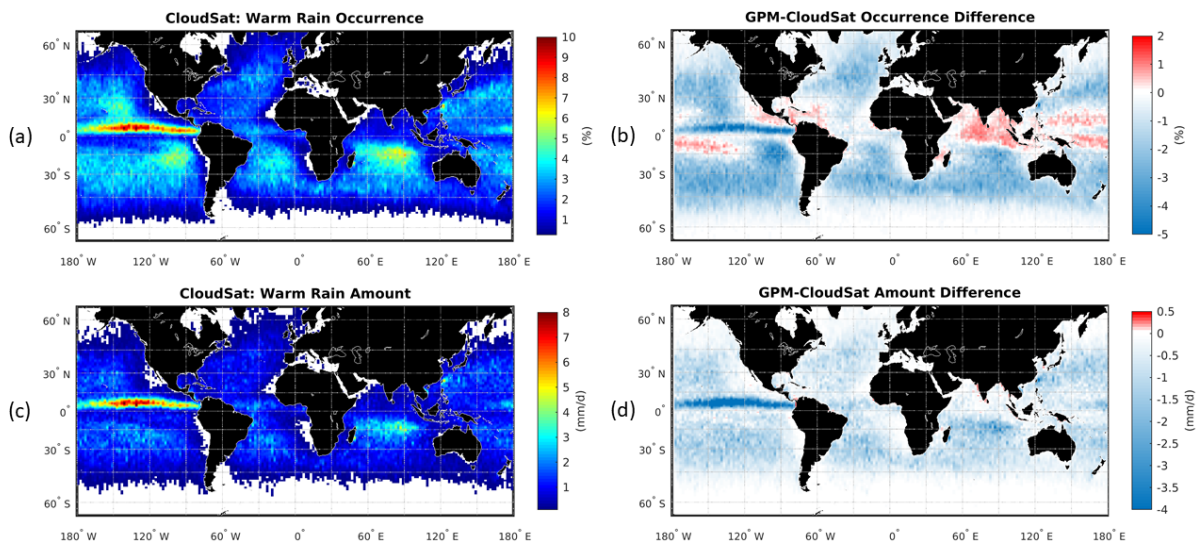 CloudSat: Warm Rain Occurrence
60° N
30° N
0°
30° S
60° S
180° W
120° W
60° W
0°
60° E
120° E
180° E
10
9
8
7
6
5
4
3
2
1
(%)
(a)
GPM-CloudSat Occurrence Difference
60° N
30° N
0°
30° S
60° S
180° W
120° W
60° W
0°
60° E
120° E
180° E
2
1
0
-1
-2
-3
-4
-5
(%)
(b)
CloudSat: Warm Rain Amount
60° N
30° N
0°
30° S
60° S
180° W
120° W
60° W
0°
60° E
120° E
180° E
8
7
6
5
4
3
2
1
(mm/d)
(c)
GPM-CloudSat Amount Difference
60° N
30° N
0°
30° S
60° S
180° W
120° W
60° W
0°
60° E
120° E
180° E
0.5
0
-0.5
-1
-1.5
-2
-2.5
-3
-3.5
-4
(mm/d)
(d)